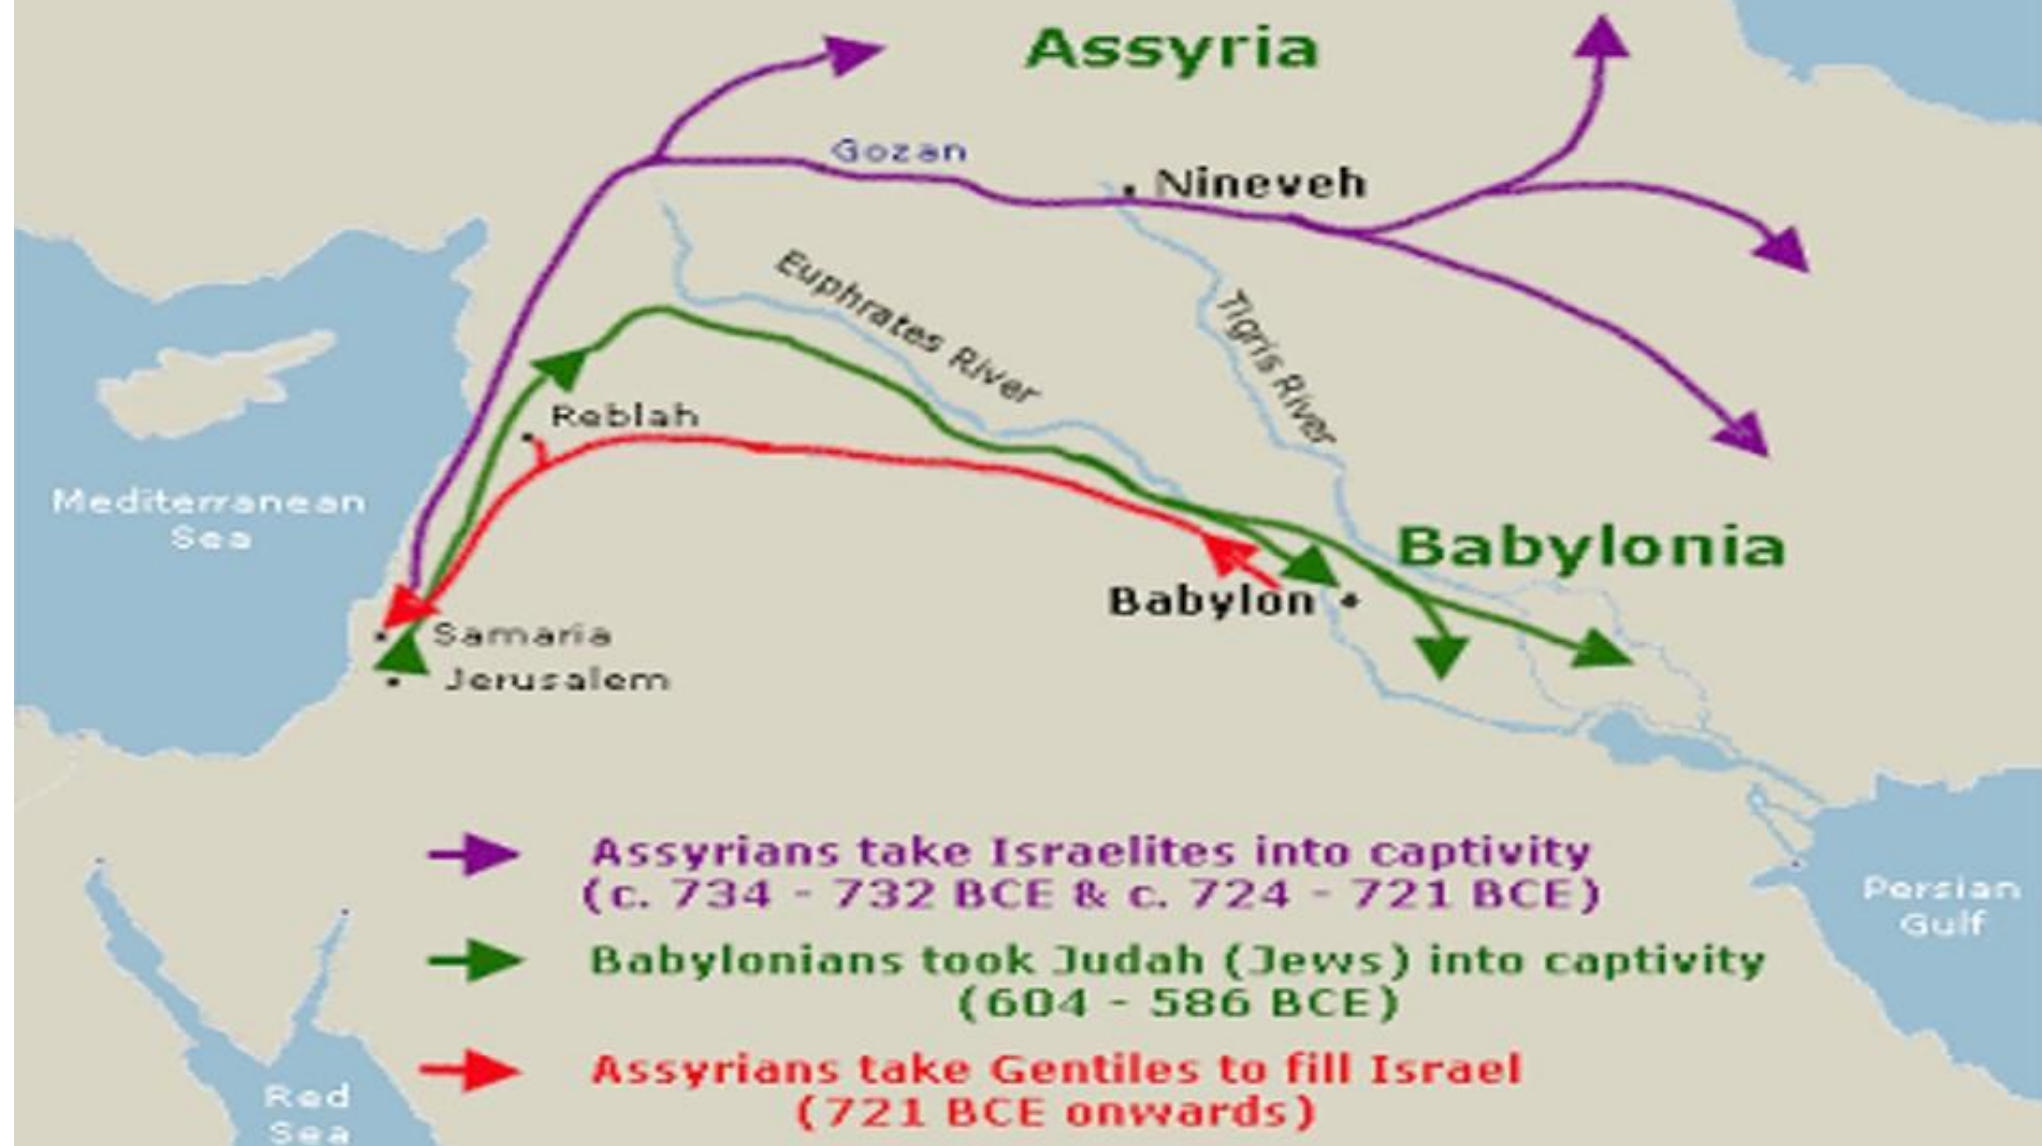 Assyria
Gozan
Nineveh
Euphrates River
Tigris River
Reblah
Mediterranean
Sea
Babylonia
Babylon
Samaria
Jerusalem
Assyrians take Israelites into captivity
(c. 734 - 732 BCE & c. 724 - 721 BCE)
Persian
Gulf
Babylonians took Judah (Jews) into captivity
(604 - 586 BCE)
Assyrians take Gentiles to fill Israel
(721 BCE onwards)
Red
Sea